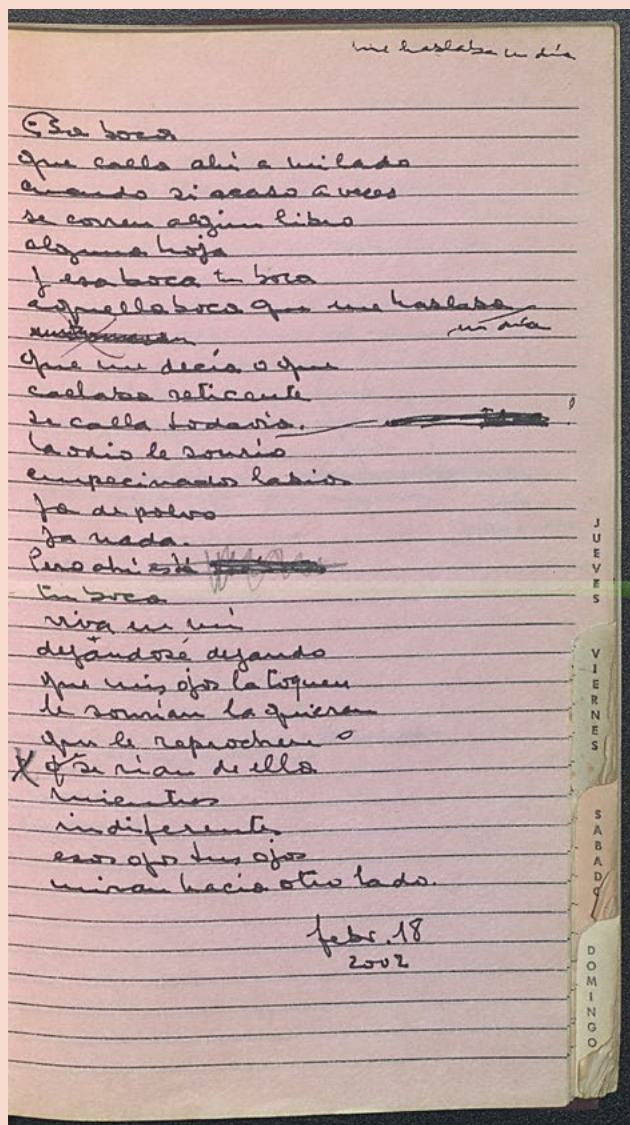 me hablaba un día
Esa boca
que calla ahí a mi lado
cuando si acaso a veces
se corren algún libro
alguna hoja
y esa boca tu boca
aquella boca que me hablaba
un día
que me decía o que
callaba reticente
se calla todavía.
La odio le sonrío
empecinados labios
ya de polvo
ya nada.
Pero ahí está
tu boca
viva en mí
dejándose dejando
que mis ojos la toquen
le sonrían la quieran
que le reprochen o
se rían de ella
mientras
indiferentes
esos ojos tus ojos
miran hacia otro lado.
febr. 18
2002
JUEVES
VIERNES
SABADO
DOMINGO